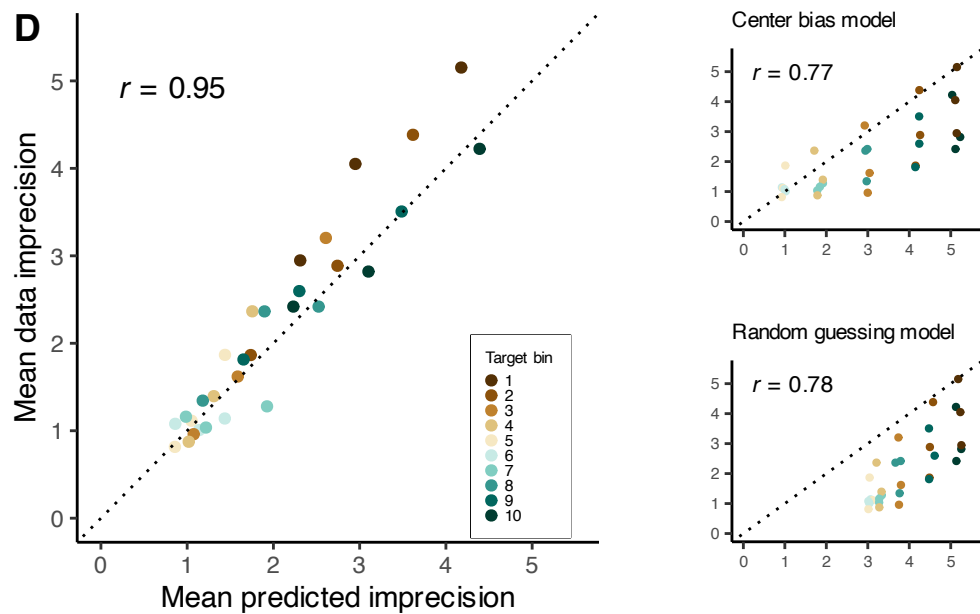 D
r = 0.95
Mean data imprecision
5
4
3
2
1
0
0 1 2 3 4 5
Mean predicted imprecision
Target bin
1
2
3
4
5
6
7
8
9
10
Center bias model
r = 0.77
5
4
3
2
1
0
0 1 2 3 4 5
Random guessing model
r = 0.78
5
4
3
2
1
0
0 1 2 3 4 5